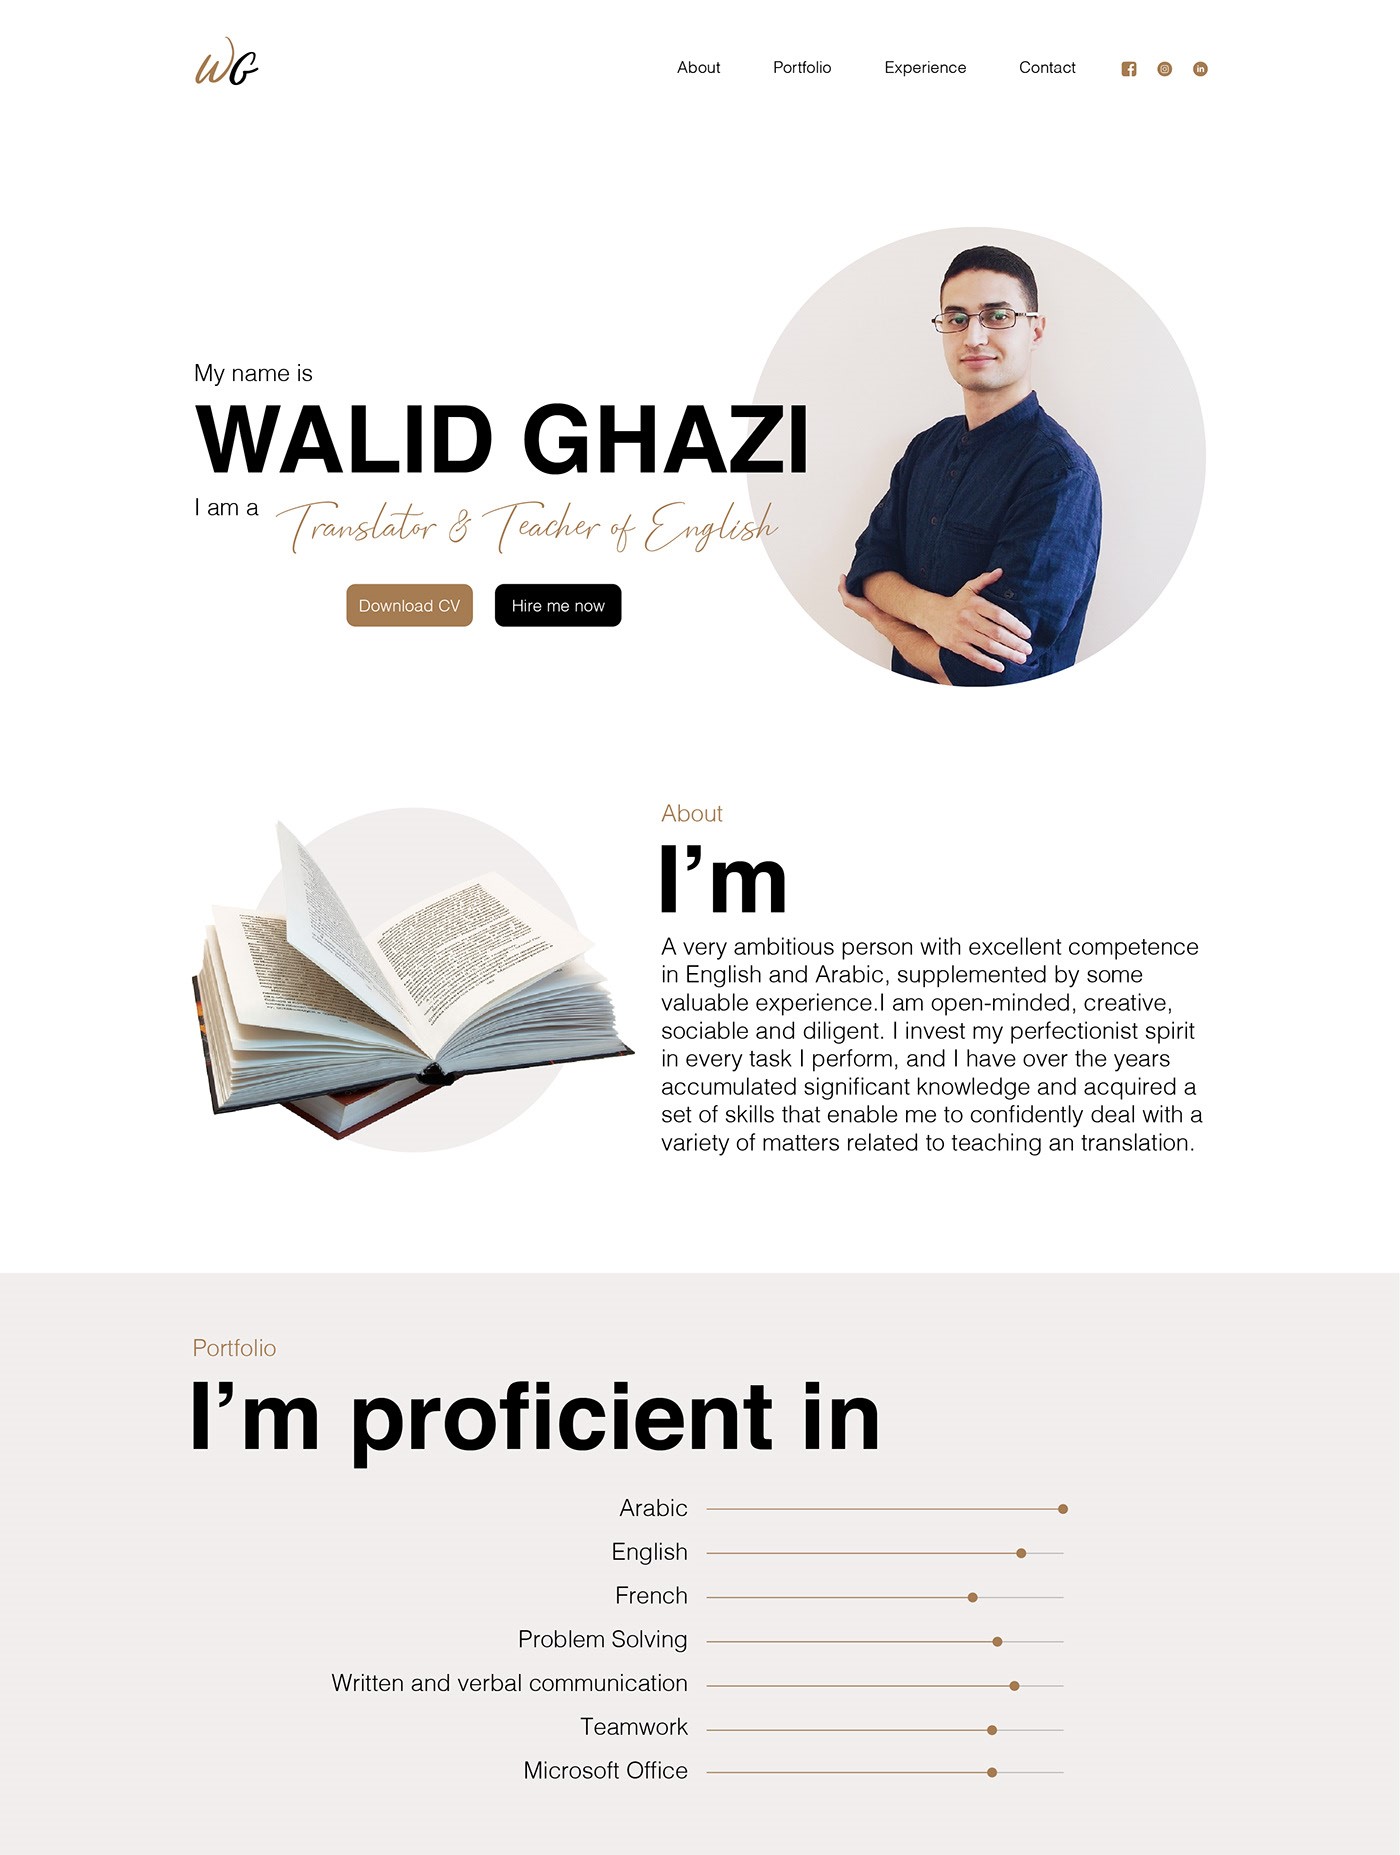 WG
About Portfolio Experience Contact
My name is
WALID GHAZI
I am a Translator & Teacher of English
Download CV Hire me now
About
I’m
A very ambitious person with excellent competence
in English and Arabic, supplemented by some
valuable experience.I am open-minded, creative,
sociable and diligent. I invest my perfectionist spirit
in every task I perform, and I have over the years
accumulated significant knowledge and acquired a
set of skills that enable me to confidently deal with a
variety of matters related to teaching an translation.
Portfolio
I’m proficient in
Arabic
English
French
Problem Solving
Written and verbal communication
Teamwork
Microsoft Office